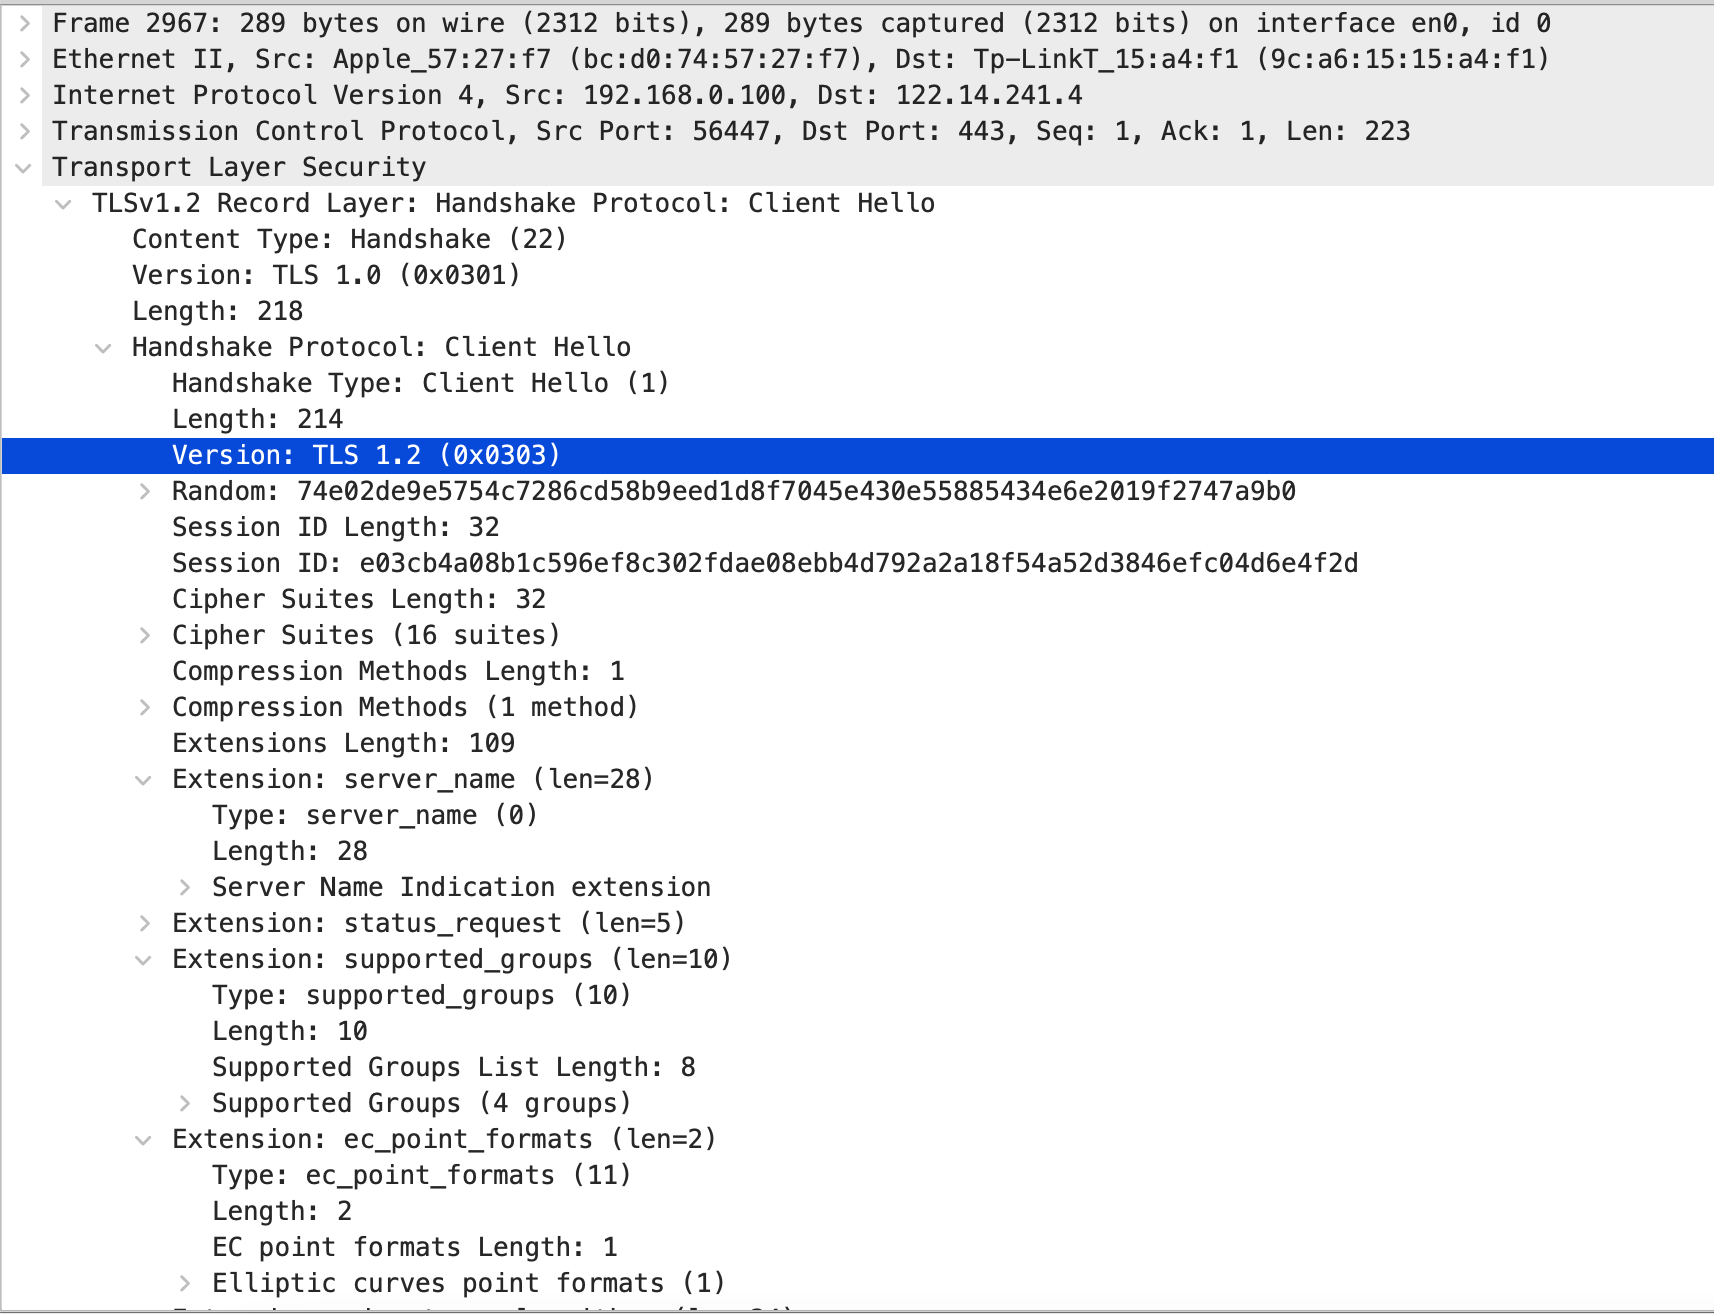 Frame 2967: 289 bytes on wire (2312 bits), 289 bytes captured (2312 bits) on interface en0, id 0
Ethernet II, Src: Apple_57:27:f7 (bc:d0:74:57:27:f7), Dst: Tp-LinkT_15:a4:f1 (9c:a6:15:15:a4:f1)
Internet Protocol Version 4, Src: 192.168.0.100, Dst: 122.14.241.4
Transmission Control Protocol, Src Port: 56447, Dst Port: 443, Seq: 1, Ack: 1, Len: 223
Transport Layer Security
TLSv1.2 Record Layer: Handshake Protocol: Client Hello
Content Type: Handshake (22)
Version: TLS 1.0 (0x0301)
Length: 218
Handshake Protocol: Client Hello
Handshake Type: Client Hello (1)
Length: 214
Version: TLS 1.2 (0x0303)
Random: 74e02de9e5754c7286cd58b9eed1d8f7045e430e55885434e6e2019f2747a9b0
Session ID Length: 32
Session ID: e03cb4a08b1c596ef8c302fdae08ebb4d792a2a18f54a52d3846efc04d6e4f2d
Cipher Suites Length: 32
Cipher Suites (16 suites)
Compression Methods Length: 1
Compression Methods (1 method)
Extensions Length: 109
Extension: server_name (len=28)
Type: server_name (0)
Length: 28
Server Name Indication extension
Extension: status_request (len=5)
Extension: supported_groups (len=10)
Type: supported_groups (10)
Length: 10
Supported Groups List Length: 8
Supported Groups (4 groups)
Extension: ec_point_formats (len=2)
Type: ec_point_formats (11)
Length: 2
EC point formats Length: 1
Elliptic curves point formats (1)